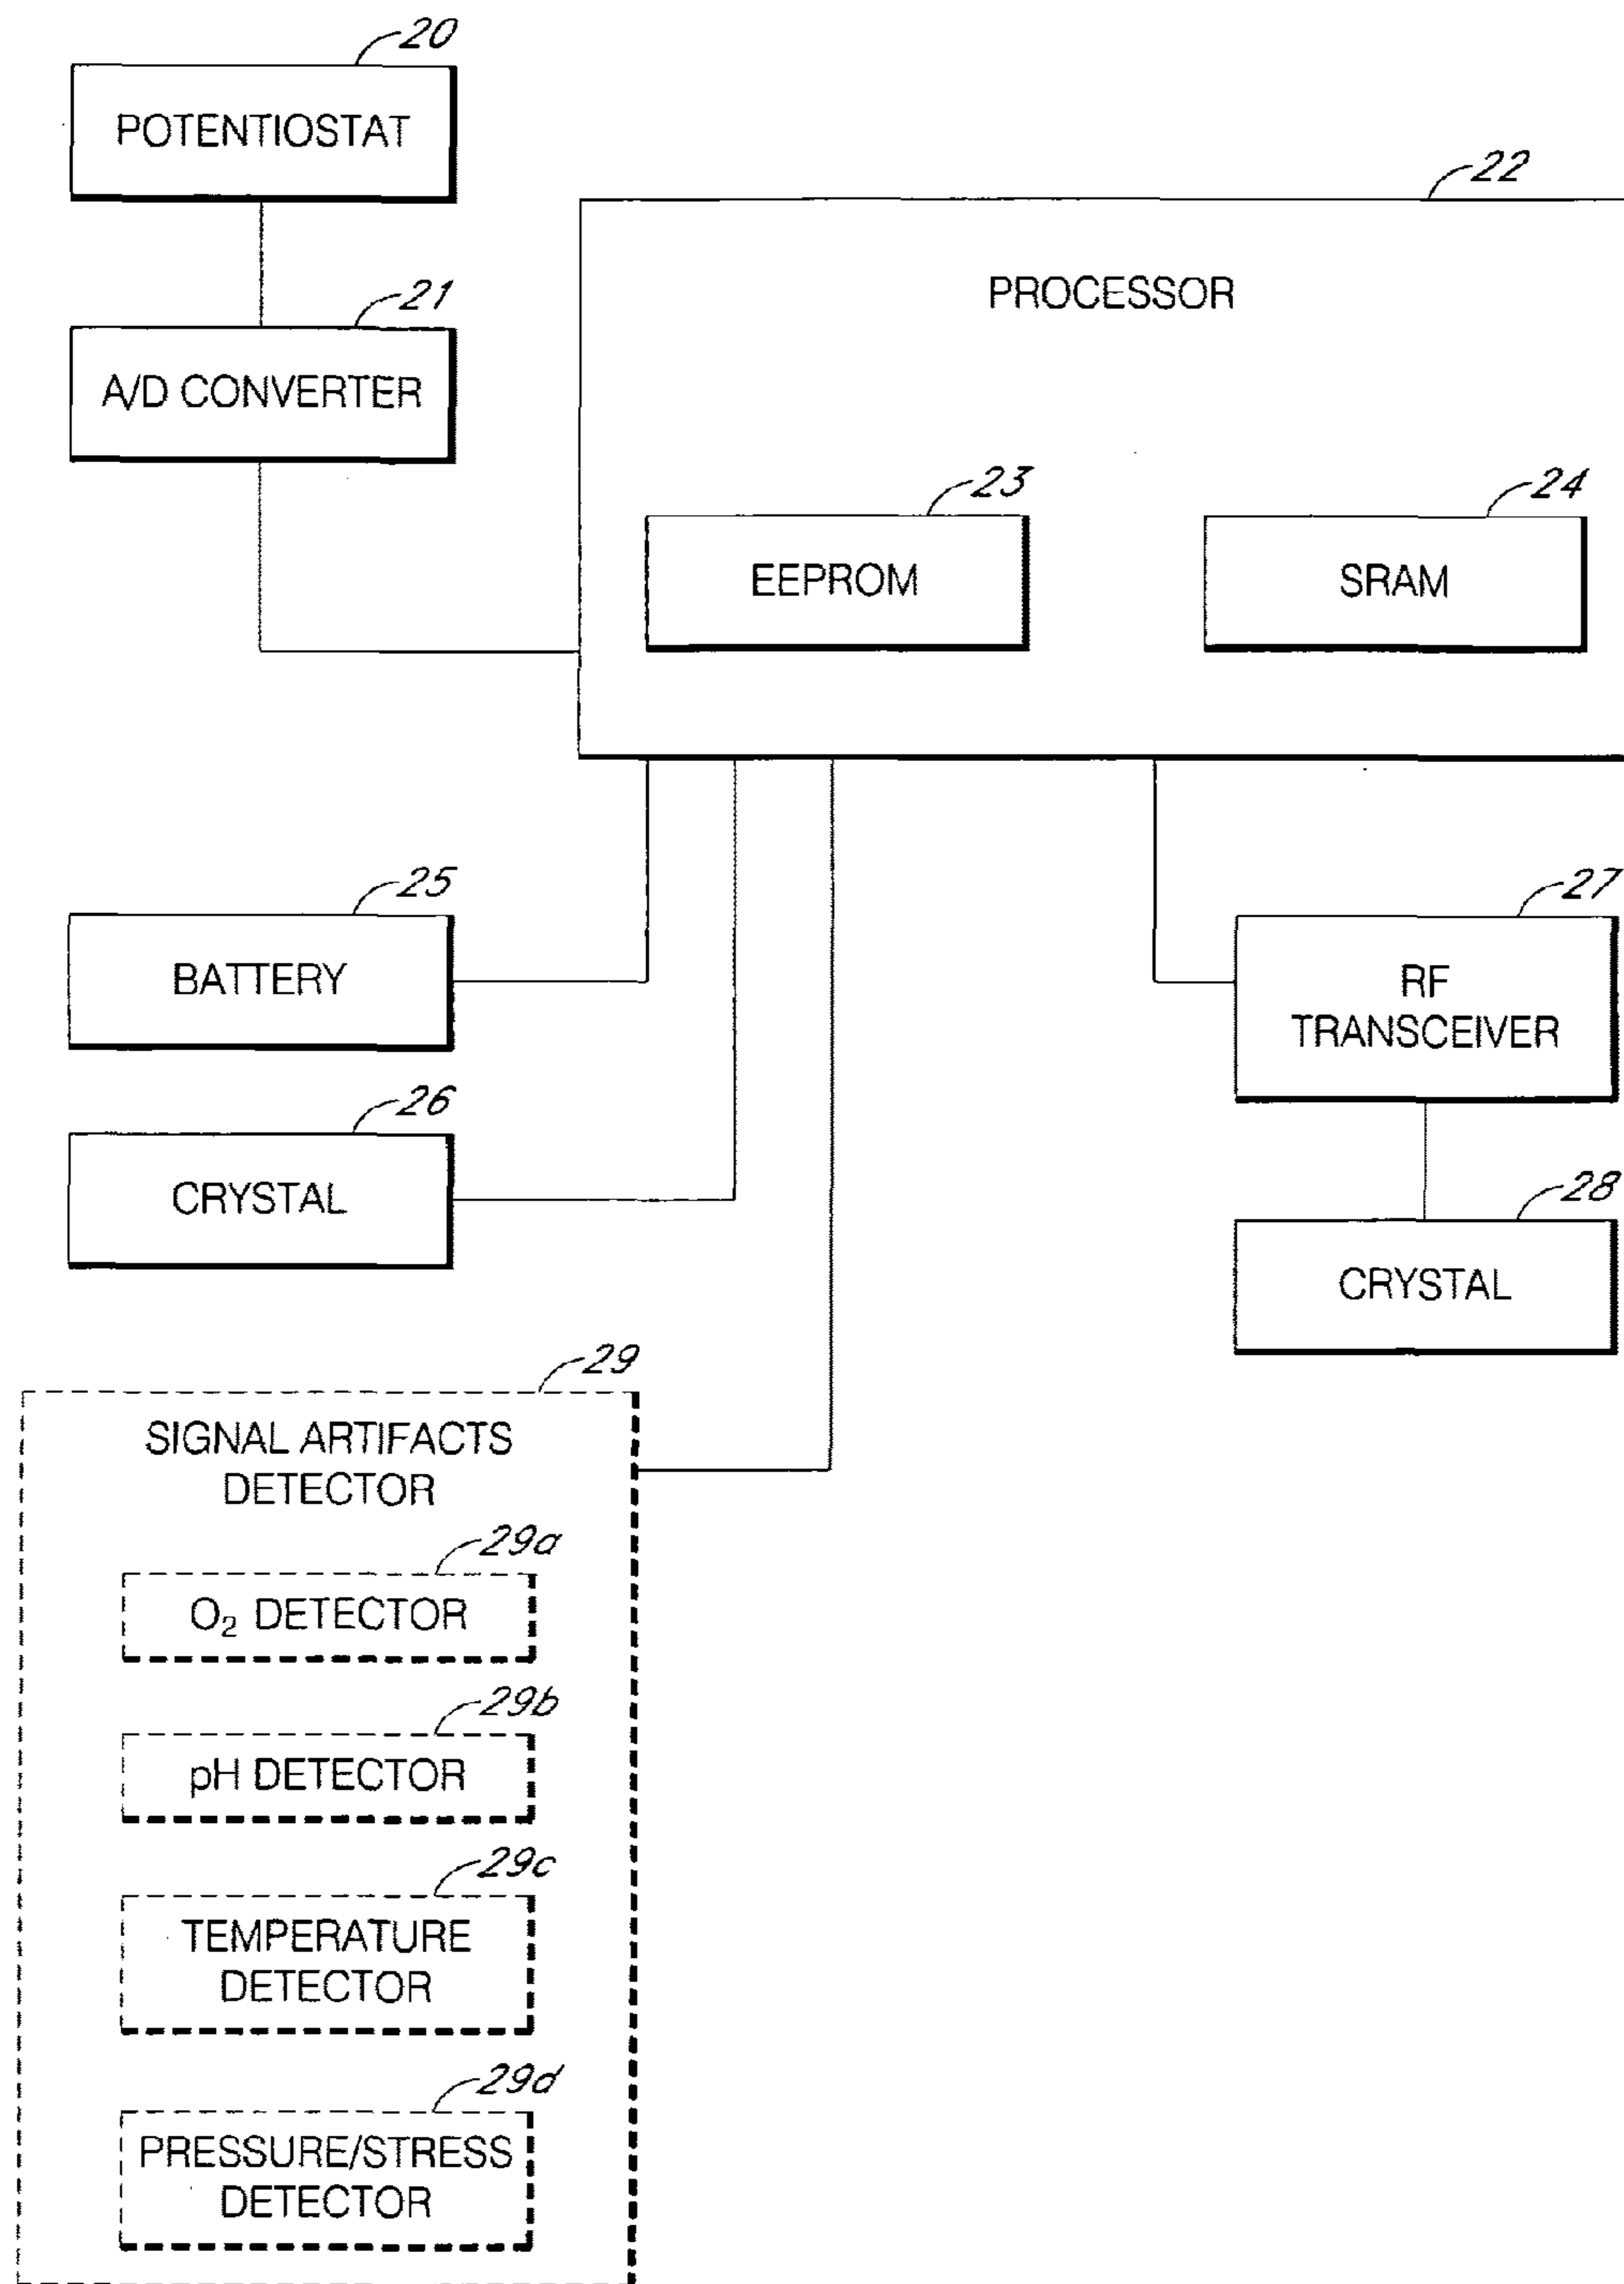 20
POTENTIOSTAT
21
A/D CONVERTER
22
PROCESSOR
23
EEPROM
24
SRAM
25
BATTERY
26
CRYSTAL
27
RF
TRANSCEIVER
28
CRYSTAL
29
SIGNAL ARTIFACTS
DETECTOR
29a
O₂ DETECTOR
29b
pH DETECTOR
29c
TEMPERATURE
DETECTOR
29d
PRESSURE/STRESS
DETECTOR